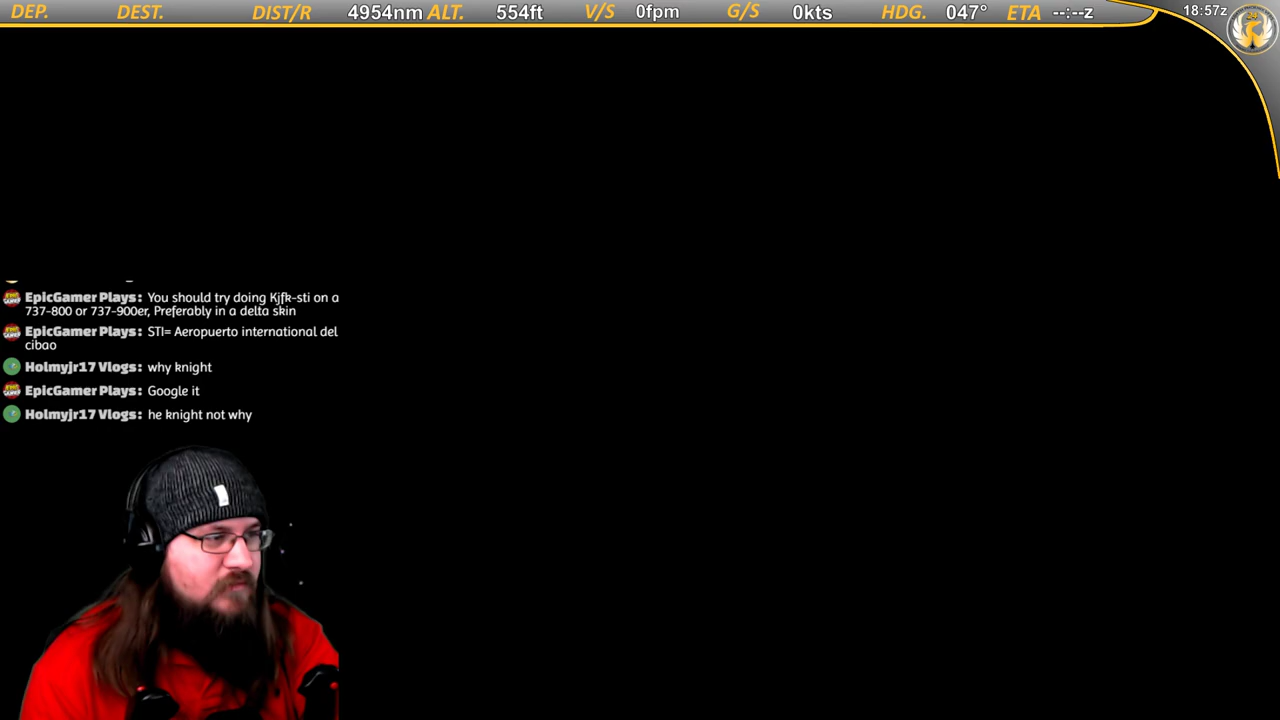 DEP. DEST. DIST/R 4954nm ALT. 554ft V/S 0fpm G/S 0kts HDG. 047° ETA --:--z 18:57z
EpicGamer Plays: You should try doing Kjfk-sti on a
737-800 or 737-900er, Preferably in a delta skin
EpicGamer Plays: STI= Aeropuerto international del
cibao
Holmyjr17 Vlogs: why knight
EpicGamer Plays: Google it
Holmyjr17 Vlogs: he knight not why